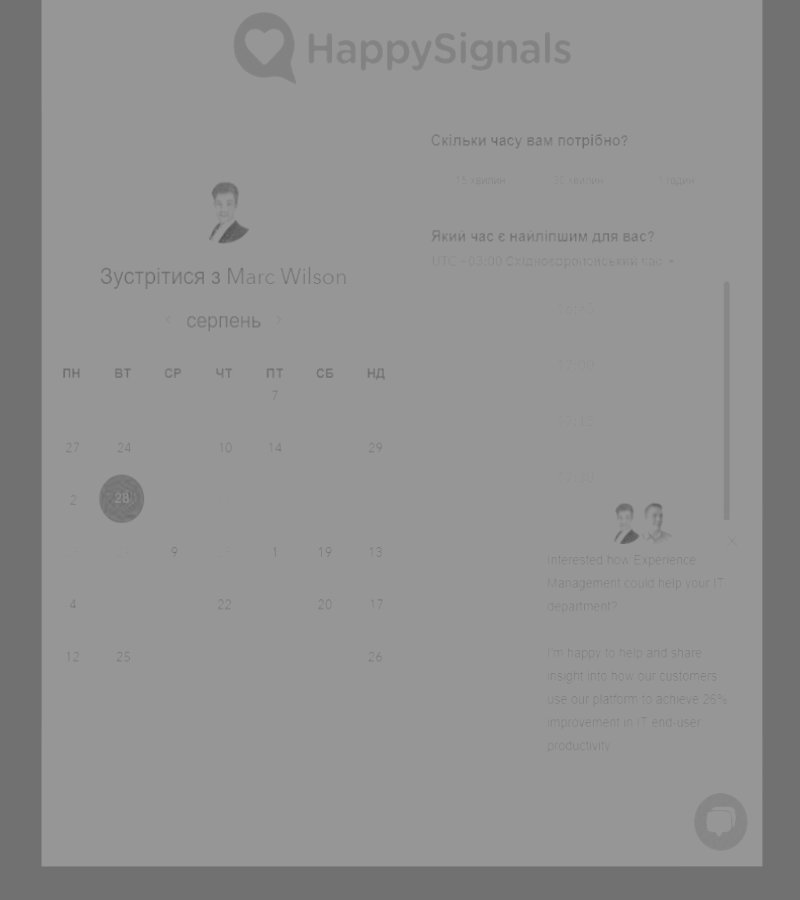 HappySignals
Зустрітися з Marc Wilson
серпень
ПН ВТ СР ЧТ ПТ СБ НД
7
27 24 10 14 29
2 28
9 1 19 13
4 22 20 17
12 25 26
Скільки часу вам потрібно?
15 хвилин 30 хвилин 1 годин
Який час є найліпшим для вас?
UTC +03:00 Східноєвропейський час
Interested how Experience
Management could help your IT
department?
I'm happy to help and share
insight into how our customers
use our platform to achieve 26%
improvement in IT end-user
productivity.